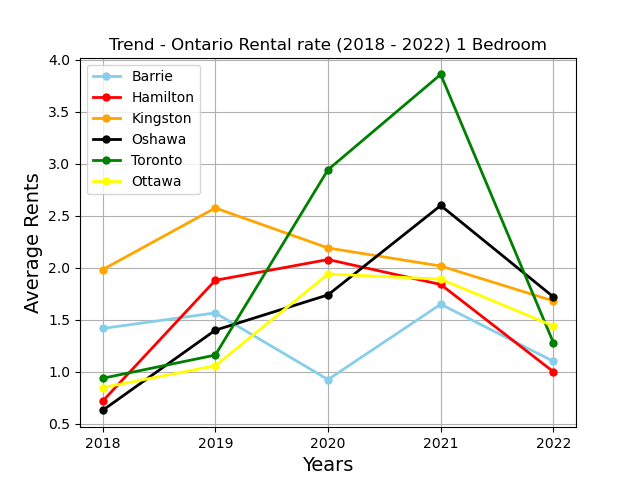 Trend - Ontario Rental rate (2018 - 2022) 1 Bedroom
4.0
3.5
3.0
2.5
2.0
1.5
1.0
0.5
Average Rents
Barrie
Hamilton
Kingston
Oshawa
Toronto
Ottawa
2018 2019 2020 2021 2022
Years